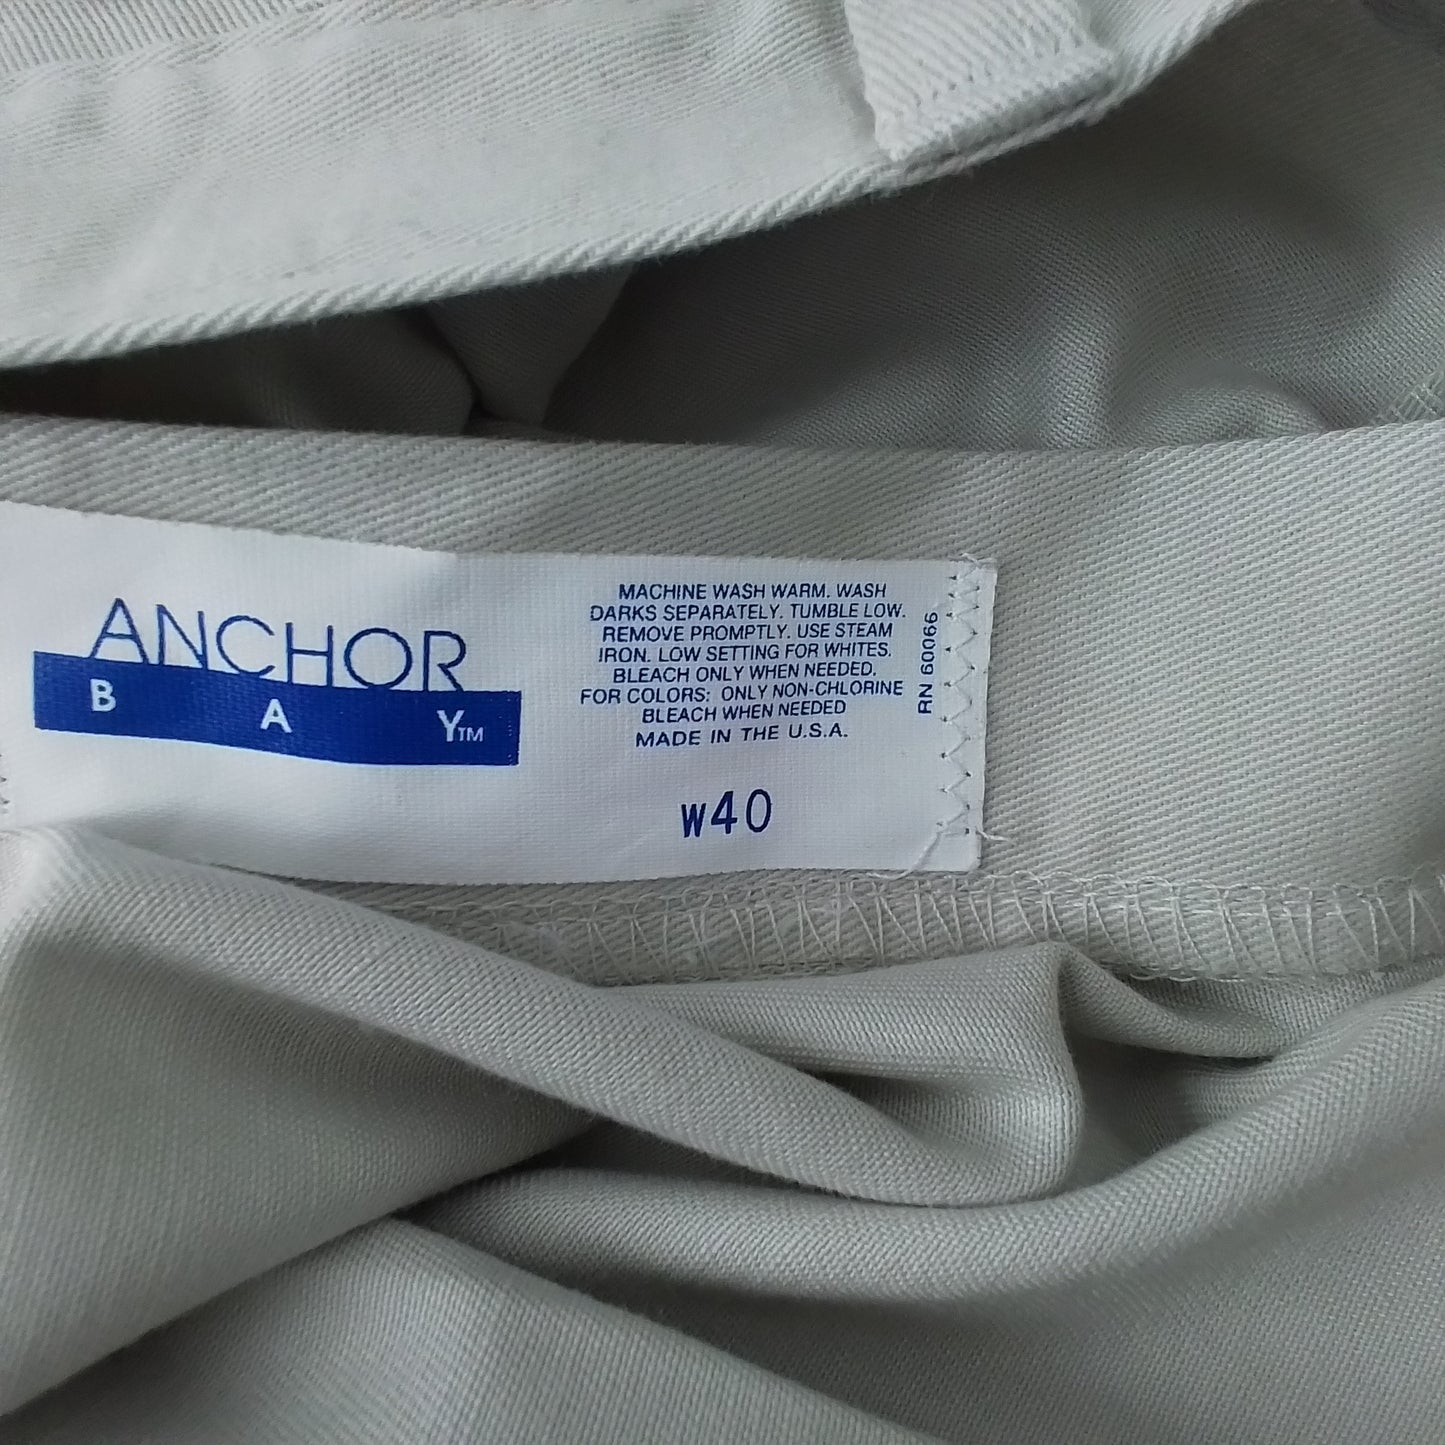 ANCHOR
B A Y™
MACHINE WASH WARM. WASH
DARKS SEPARATELY. TUMBLE LOW.
REMOVE PROMPTLY. USE STEAM
IRON. LOW SETTING FOR WHITES.
BLEACH ONLY WHEN NEEDED.
FOR COLORS: ONLY NON-CHLORINE
BLEACH WHEN NEEDED
MADE IN THE U.S.A.
W40
RN 60066